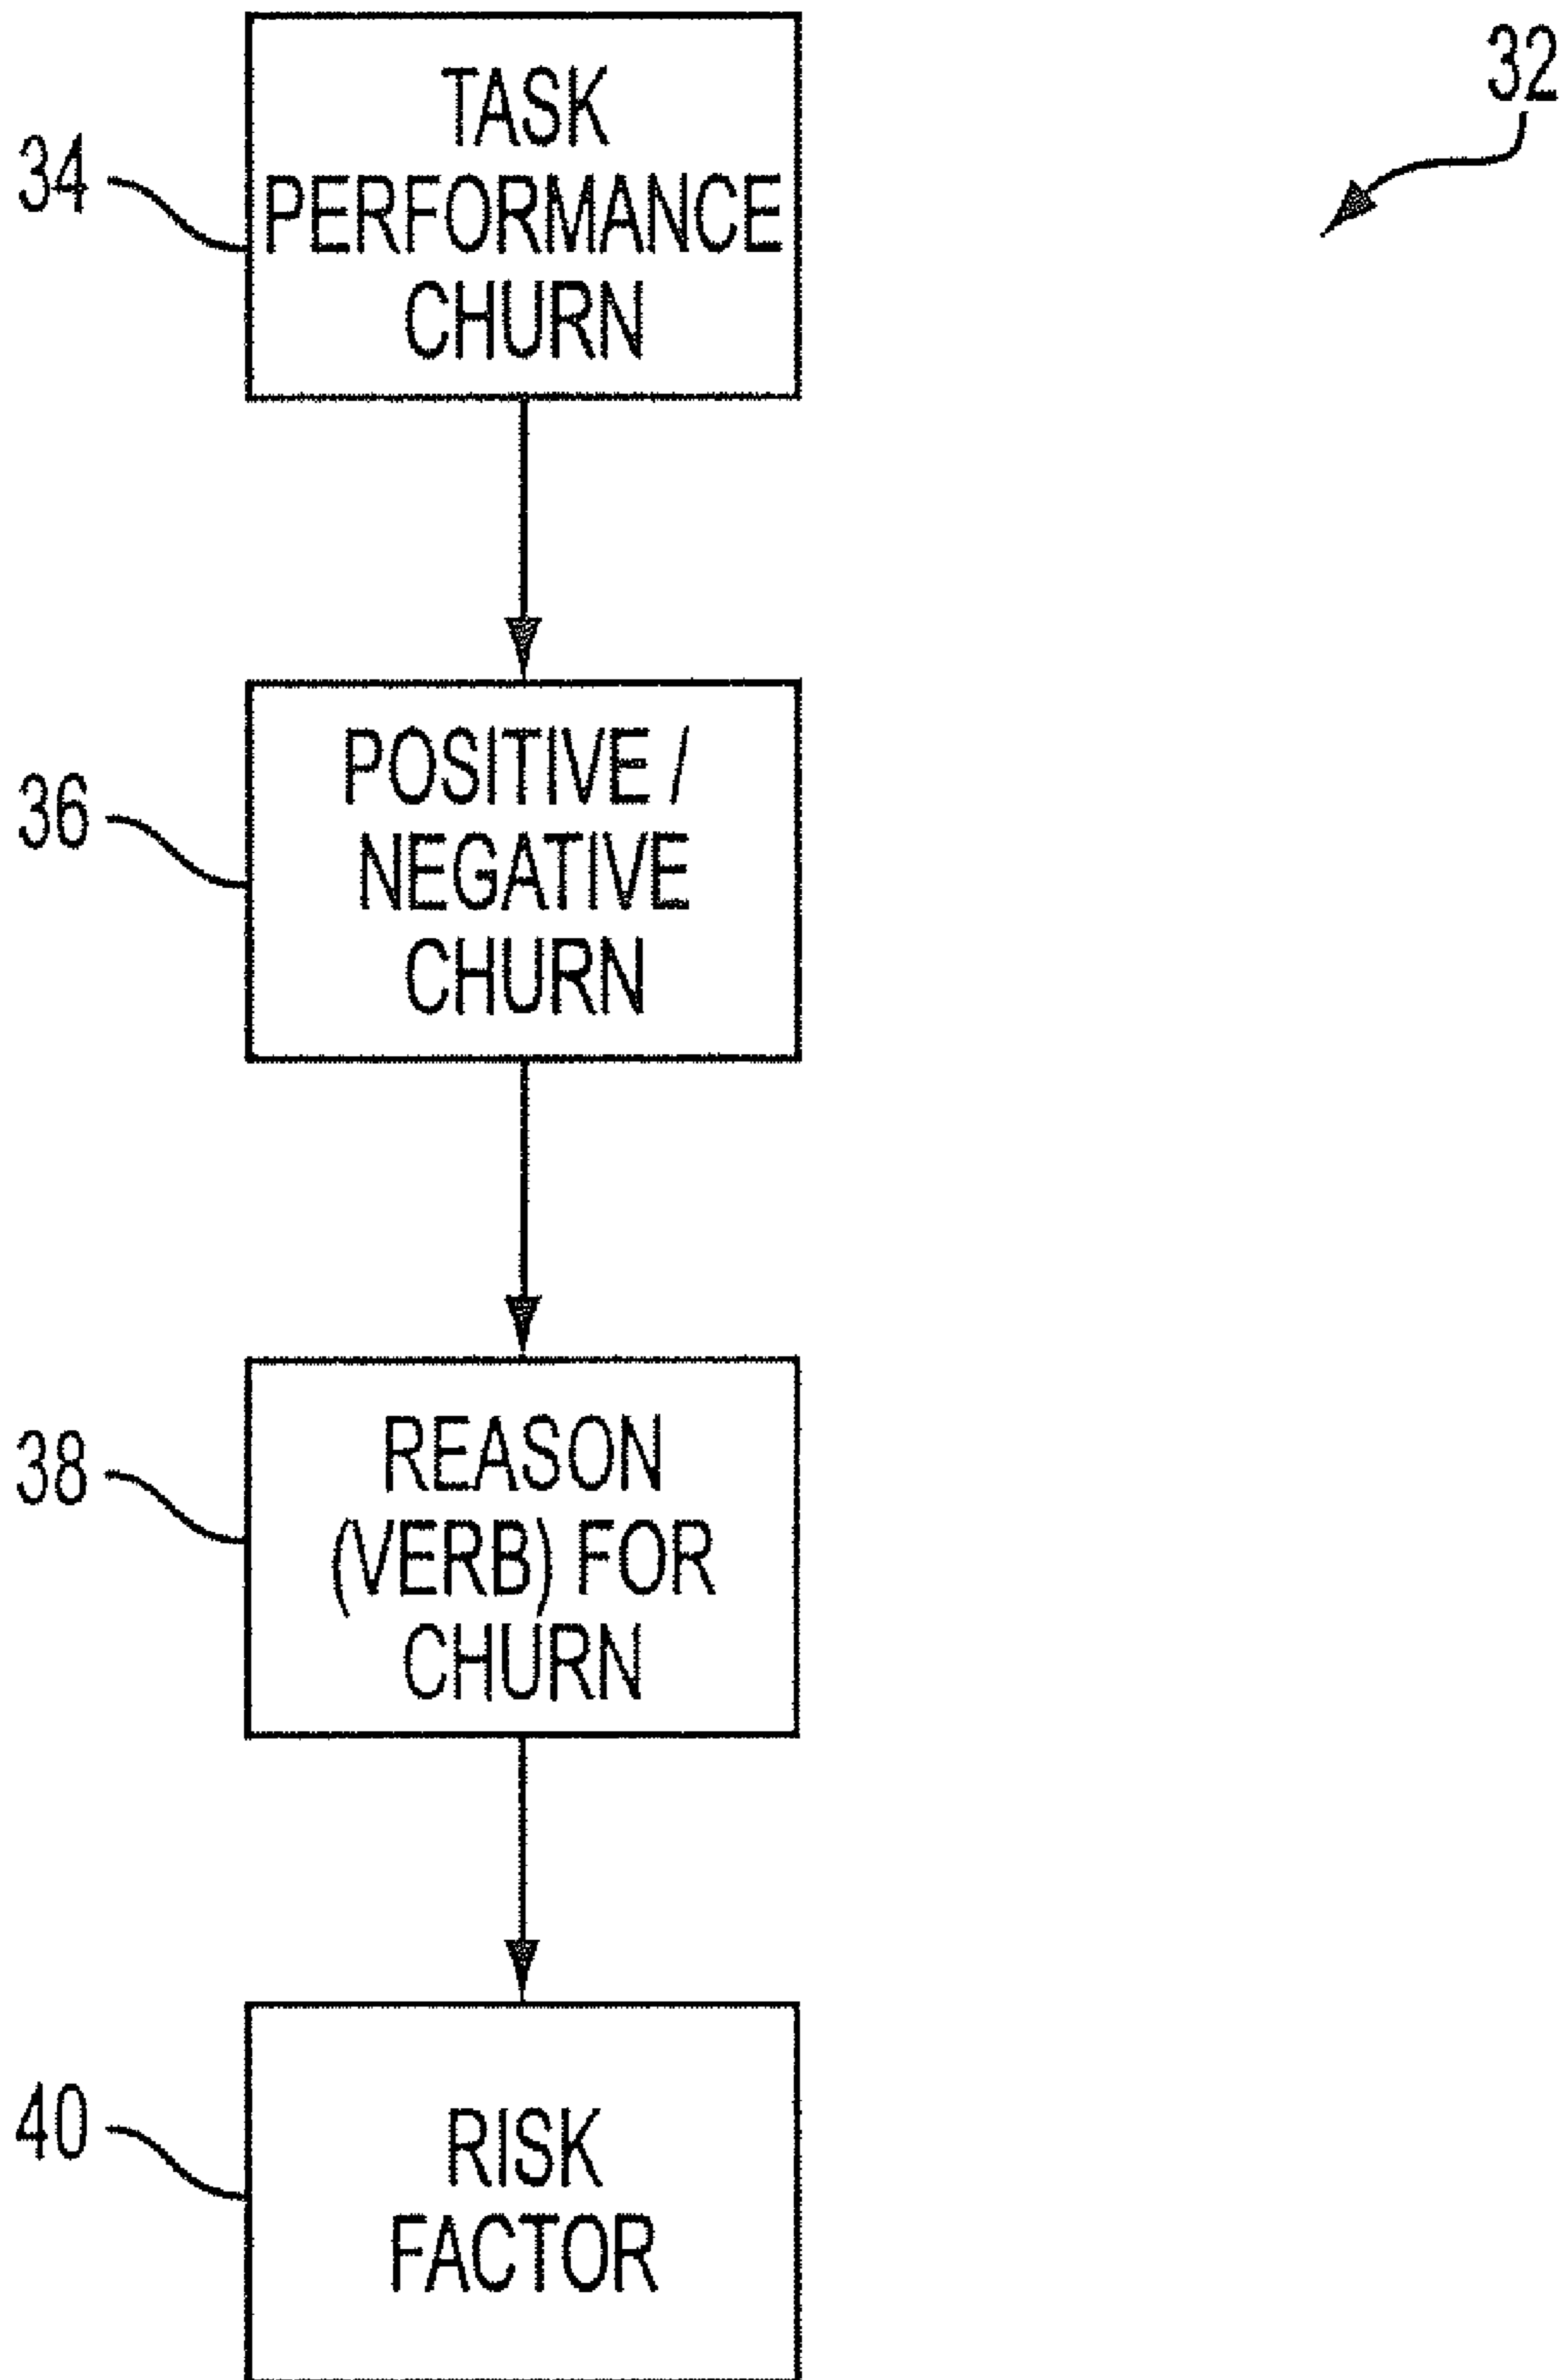 32
TASK
34
PERFORMANCE
CHURN
POSITIVE /
36
NEGATIVE
CHURN
REASON
38
(VERB) FOR
CHURN
40
RISK
FACTOR